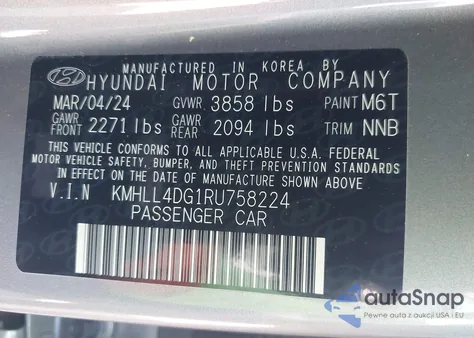 MANUFACTURED IN KOREA BY
HYUNDAI MOTOR COMPANY
MAR/04/24 GVWR 3858 lbs PAINT M6T
GAWR FRONT 2271 lbs GAWR REAR 2094 lbs TRIM NNB
THIS VEHICLE CONFORMS TO ALL APPLICABLE U.S.A. FEDERAL
MOTOR VEHICLE SAFETY, BUMPER, AND THEFT PREVENTION STANDARDS
IN EFFECT ON THE DATE OF MANUFACTURE SHOWN ABOVE
V.I.N KMHLL4DG1RU758224
PASSENGER CAR
autoSnap
Pewne auta z aukcji USA i EU